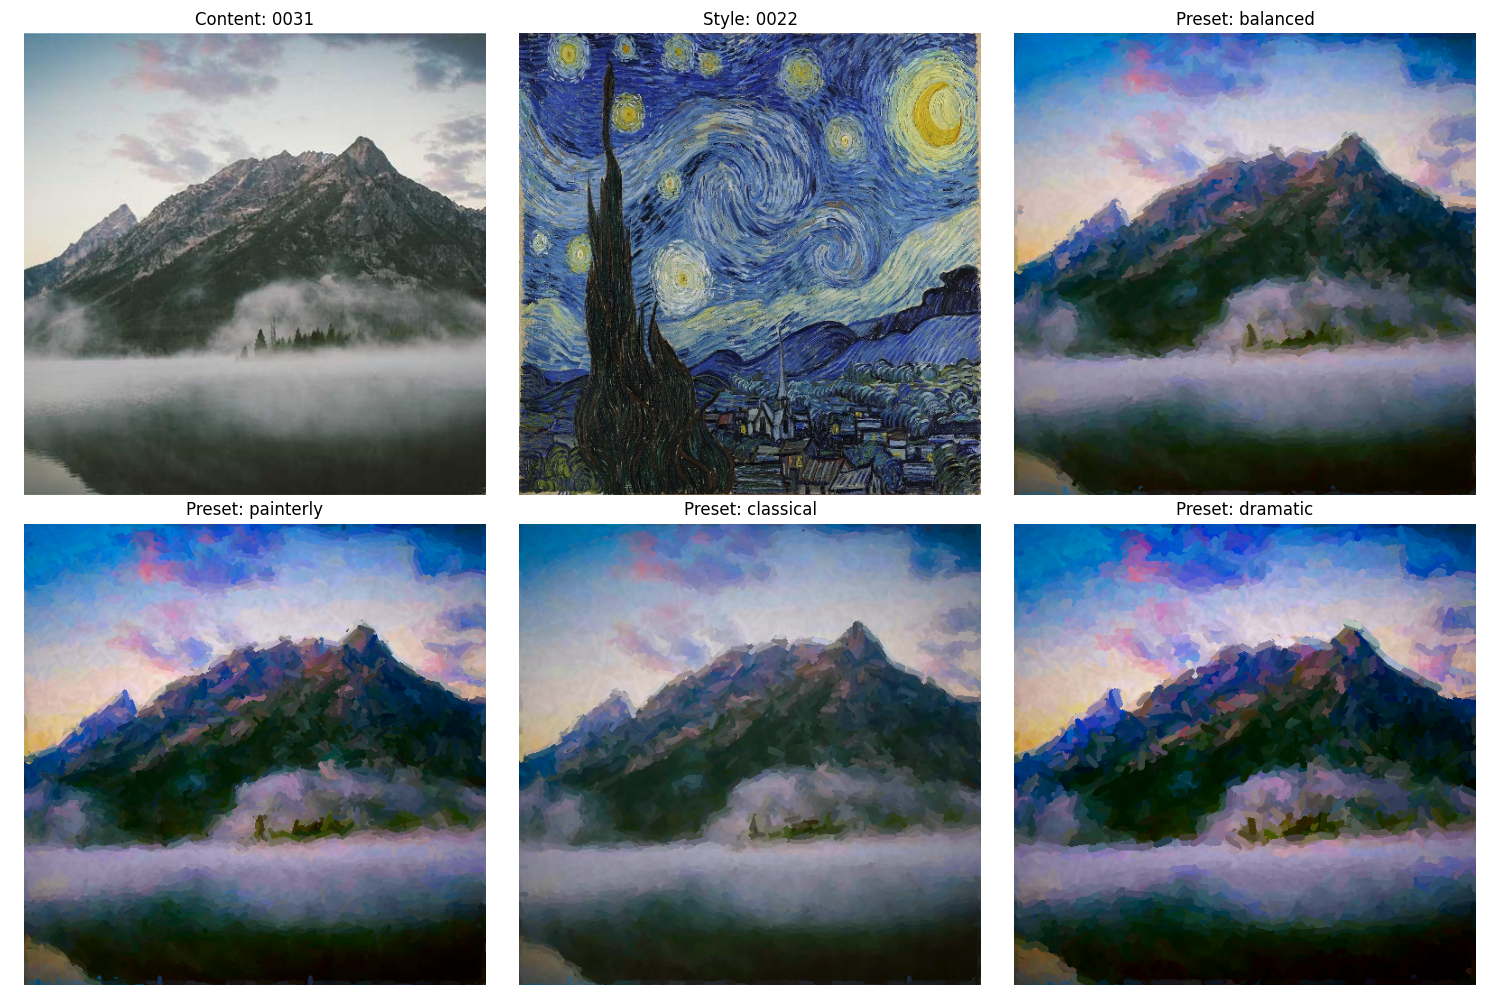 Content: 0031
Style: 0022
Preset: balanced
Preset: painterly
Preset: classical
Preset: dramatic